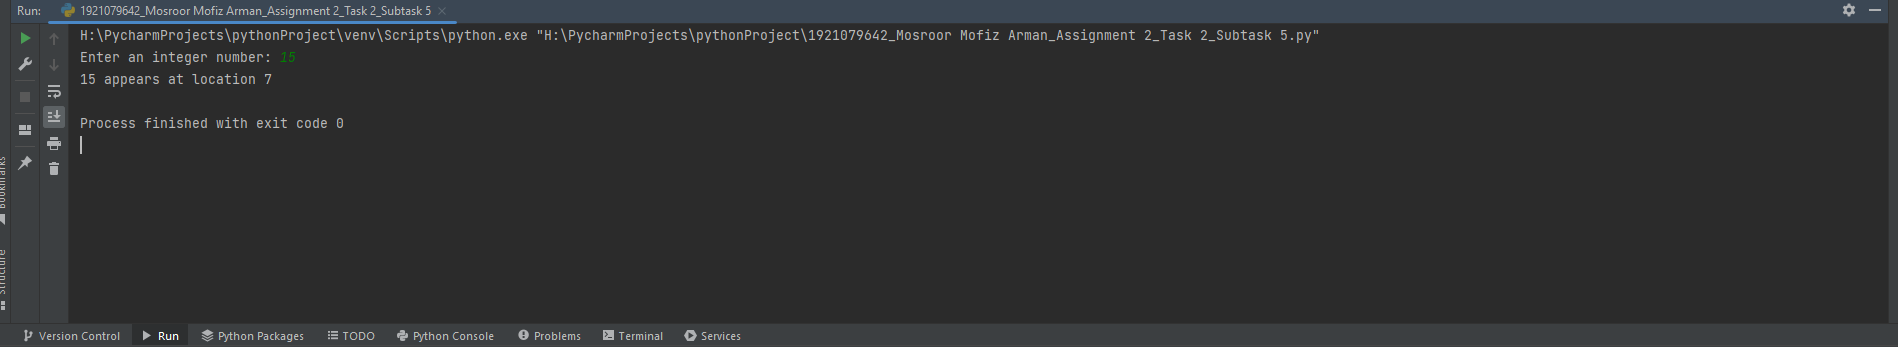 Run: 1921079642_Mosroor Mofiz Arman_Assignment 2_Task 2_Subtask 5
H:\PycharmProjects\pythonProject\venv\Scripts\python.exe "H:\PycharmProjects\pythonProject\1921079642_Mosroor Mofiz Arman_Assignment 2_Task 2_Subtask 5.py"
Enter an integer number: 15
15 appears at location 7
Process finished with exit code 0
Bookmarks
Structure
Version Control Run Python Packages TODO Python Console Problems Terminal Services